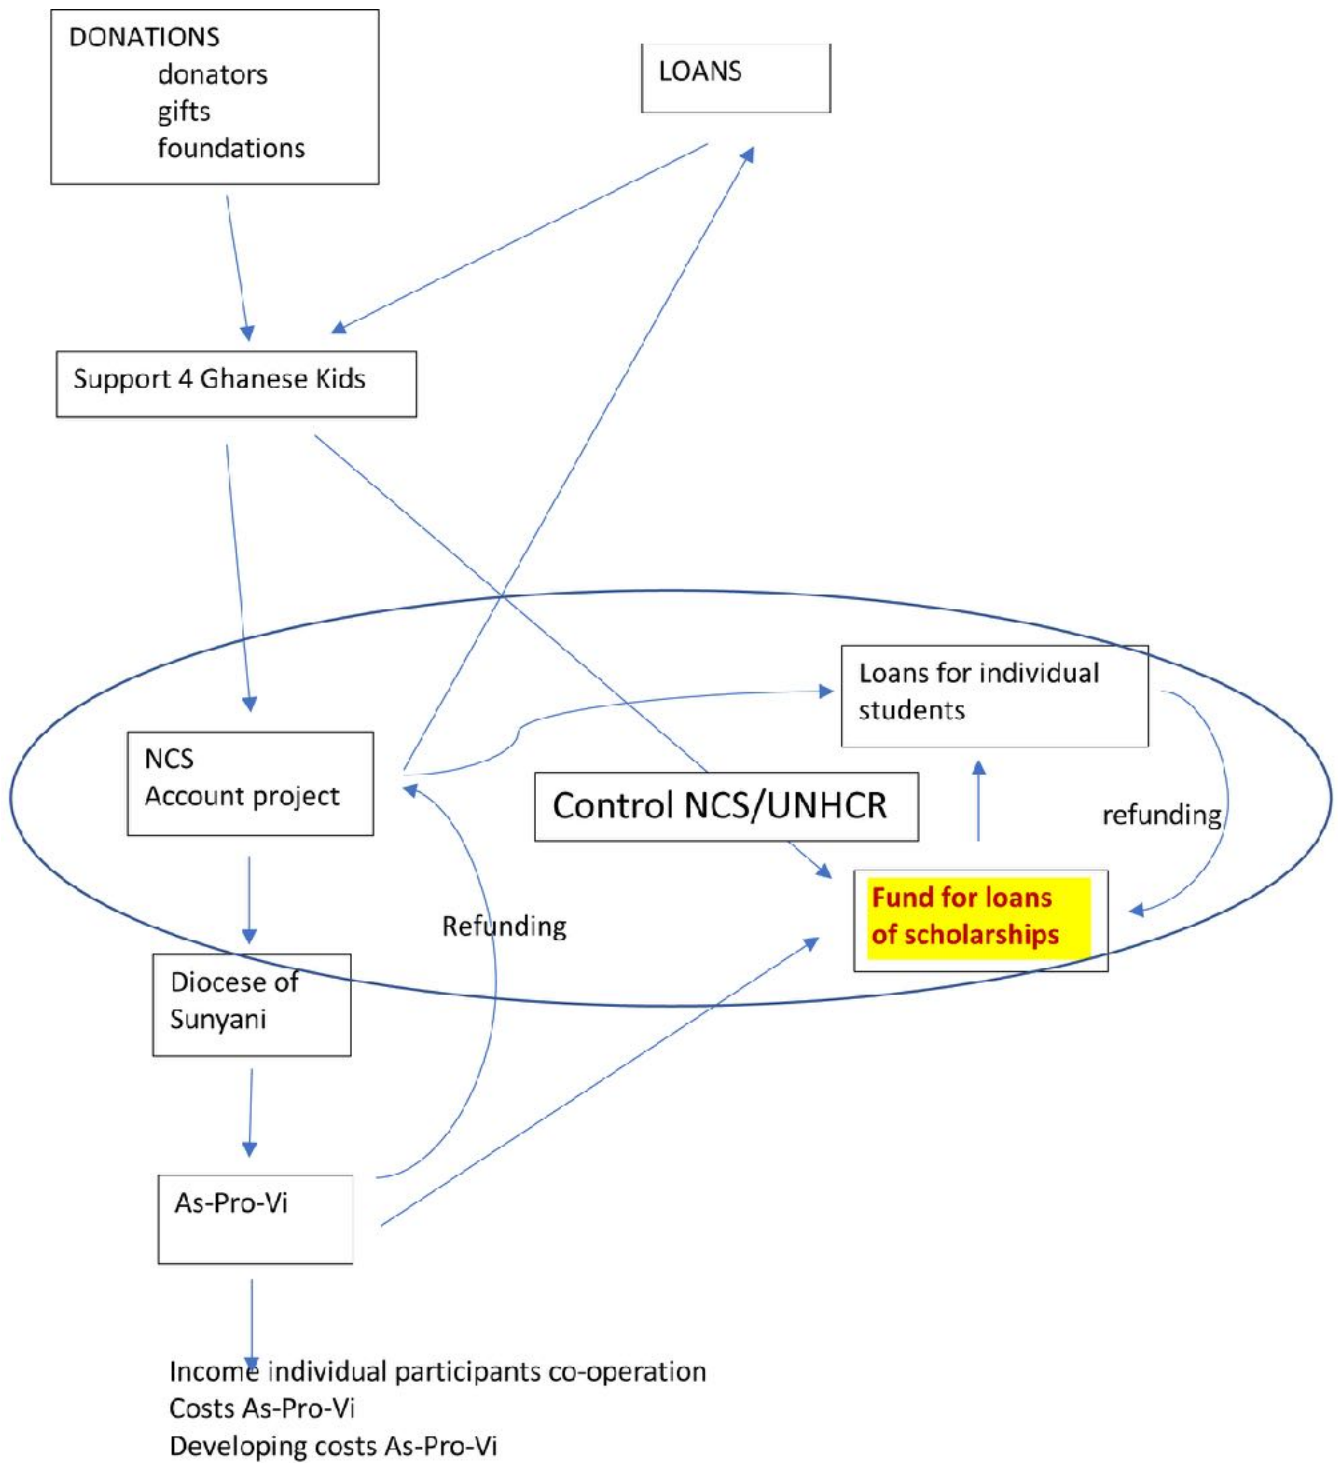 DONATIONS
donators
gifts
foundations
LOANS
Support 4 Ghanese Kids
Loans for individual
students
NCS
Account project
Control NCS/UNHCR
refunding
Fund for loans
of scholarships
Refunding
Diocese of
Sunyani
As-Pro-Vi
Income individual participants co-operation
Costs As-Pro-Vi
Developing costs As-Pro-Vi